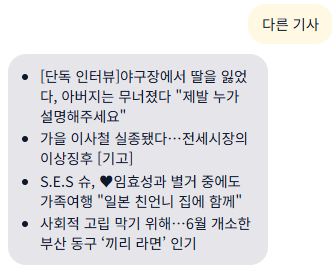 다른 기사
[단독 인터뷰]야구장에서 딸을 잃었
다, 아버지는 무너졌다 "제발 누가
설명해주세요"
가을 이사철 실종됐다…전세시장의
이상징후 [기고]
S.E.S 슈, ♥임효성과 별거 중에도
가족여행 "일본 친언니 집에 함께"
사회적 고립 막기 위해…6월 개소한
부산 동구 ‘끼리 라면’ 인기